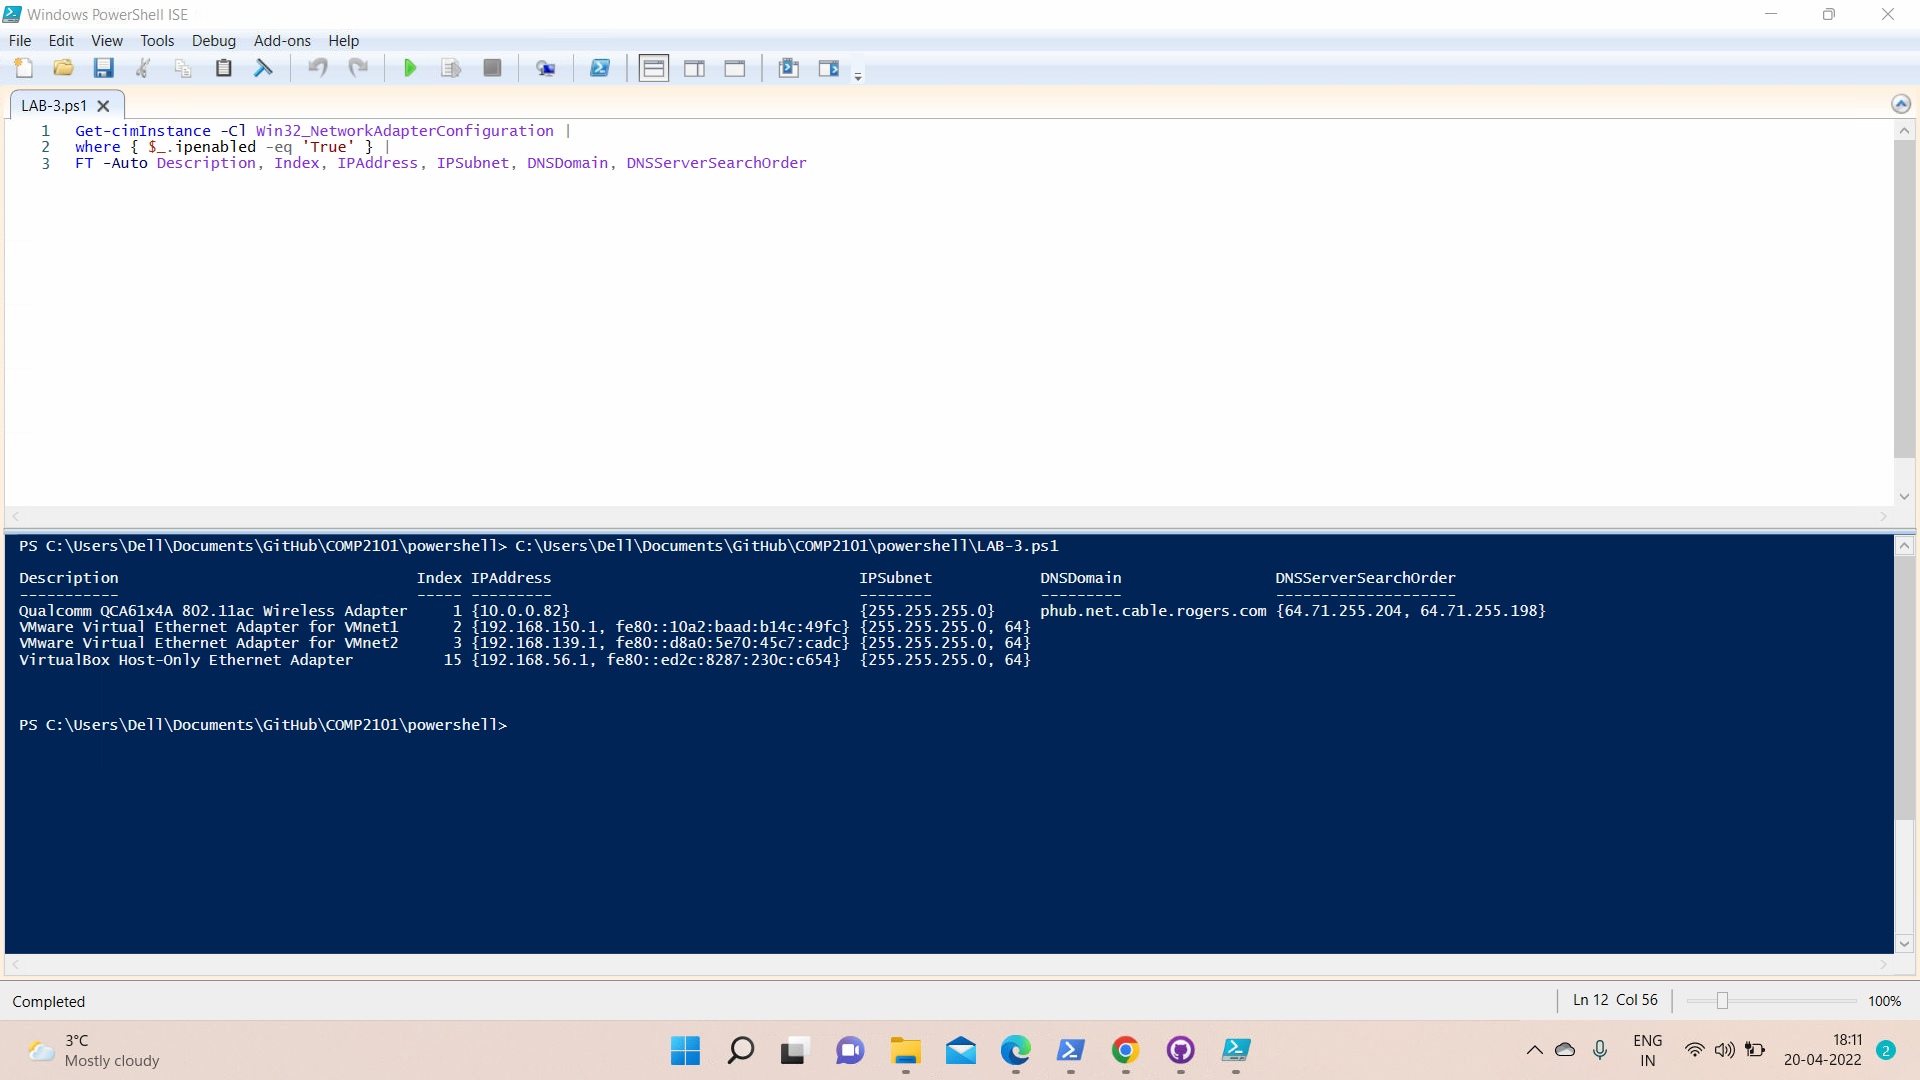 Windows PowerShell ISE
File Edit View Tools Debug Add-ons Help
LAB-3.ps1
1 Get-cimInstance -Cl Win32_NetworkAdapterConfiguration |
2 where { $_.ipenabled -eq 'True' } |
3 FT -Auto Description, Index, IPAddress, IPSubnet, DNSDomain, DNSServerSearchOrder
PS C:\Users\Dell\Documents\GitHub\COMP2101\powershell> C:\Users\Dell\Documents\GitHub\COMP2101\powershell\LAB-3.ps1
Description Index IPAddress IPSubnet DNSDomain DNSServerSearchOrder
----------- ----- --------- -------- --------- --------------------
Qualcomm QCA61x4A 802.11ac Wireless Adapter 1 {10.0.0.82} {255.255.255.0} phub.net.cable.rogers.com {64.71.255.204, 64.71.255.198}
VMware Virtual Ethernet Adapter for VMnet1 2 {192.168.150.1, fe80::10a2:baad:b14c:49fc} {255.255.255.0, 64}
VMware Virtual Ethernet Adapter for VMnet2 3 {192.168.139.1, fe80::d8a0:5e70:45c7:cadc} {255.255.255.0, 64}
VirtualBox Host-Only Ethernet Adapter 15 {192.168.56.1, fe80::ed2c:8287:230c:c654} {255.255.255.0, 64}
PS C:\Users\Dell\Documents\GitHub\COMP2101\powershell>
Completed
Ln 12 Col 56
100%
3°C
Mostly cloudy
ENG
IN
18:11
20-04-2022
2